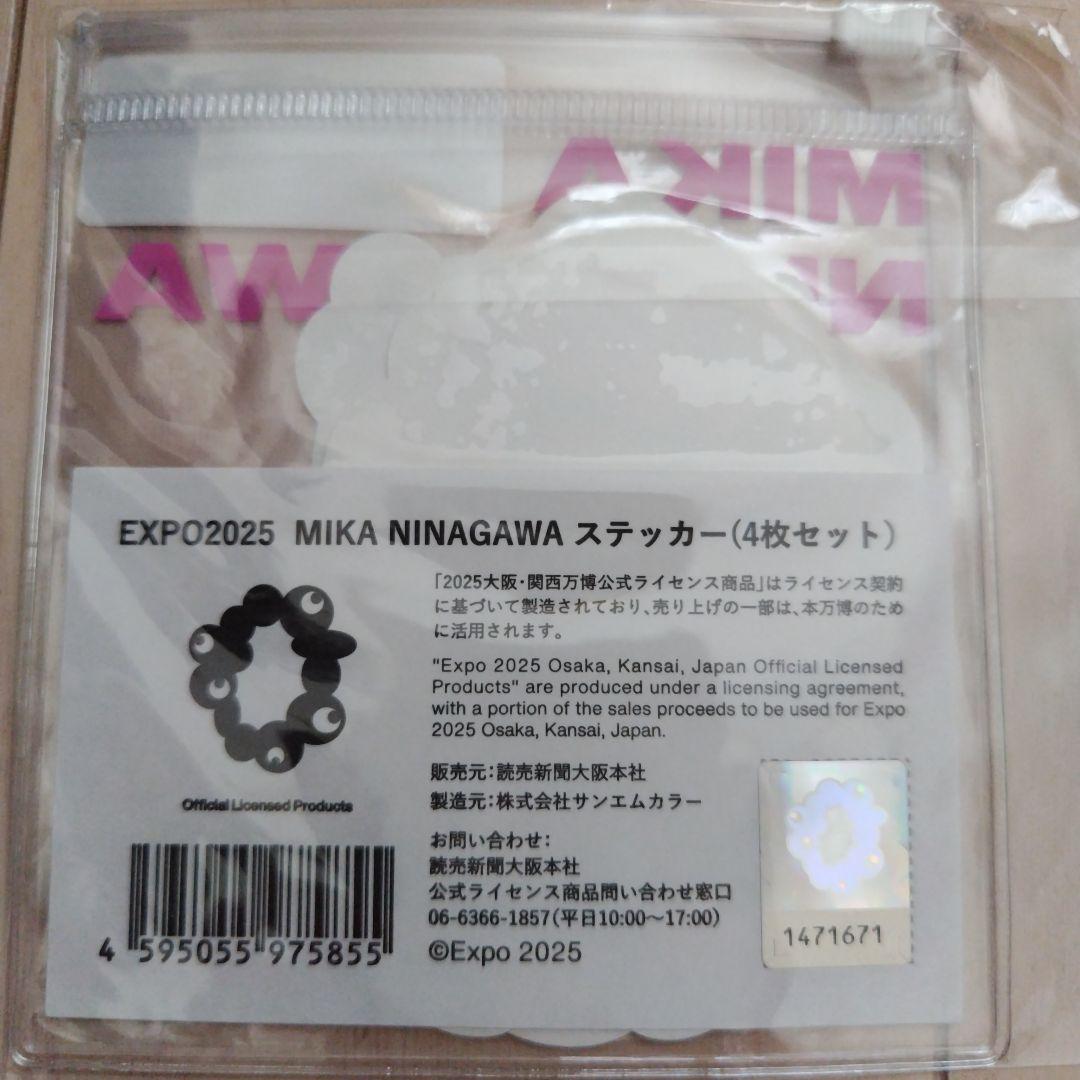 MIKA
NI WA
EXPO2025 MIKA NINAGAWA ステッカー(4枚セット)
「2025大阪・関西万博公式ライセンス商品」はライセンス契約
に基づいて製造されており、売り上げの一部は、本万博のため
に活用されます。
"Expo 2025 Osaka, Kansai, Japan Official Licensed
Products" are produced under a licensing agreement,
with a portion of the sales proceeds to be used for Expo
2025 Osaka, Kansai, Japan.
Official Licensed Products
販売元:読売新聞大阪本社
製造元:株式会社サンエムカラー
お問い合わせ:
読売新聞大阪本社
公式ライセンス商品問い合わせ窓口
06-6366-1857(平日10:00〜17:00)
©Expo 2025
4 595055 975855
1471671